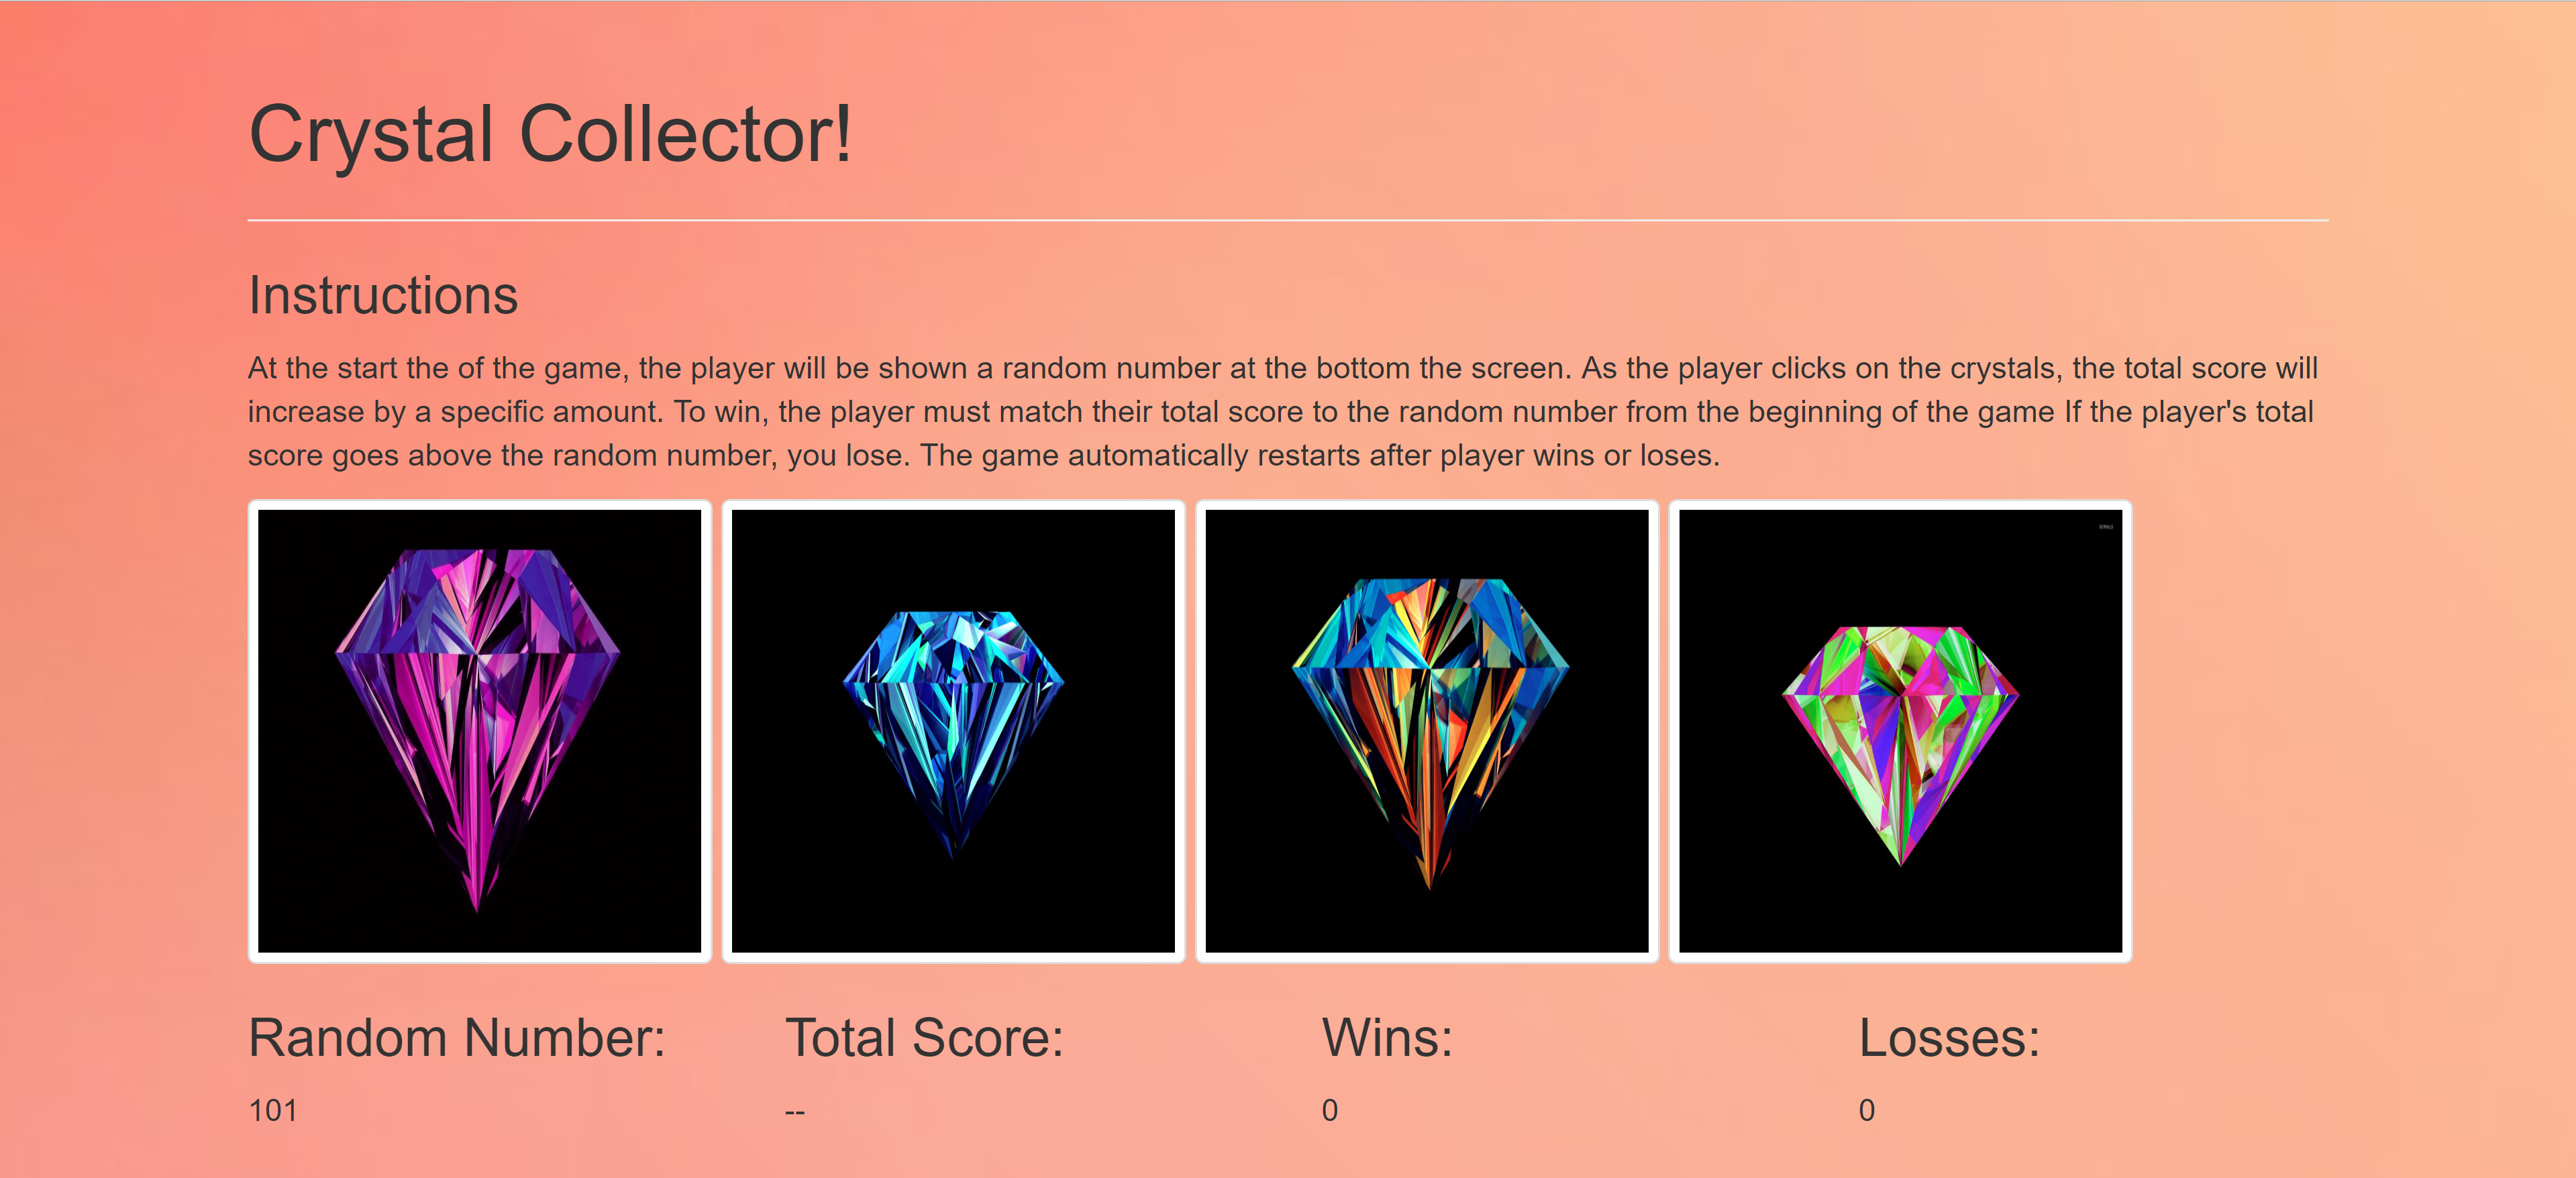 Crystal Collector!
Instructions
At the start the of the game, the player will be shown a random number at the bottom the screen. As the player clicks on the crystals, the total score will
increase by a specific amount. To win, the player must match their total score to the random number from the beginning of the game If the player's total
score goes above the random number, you lose. The game automatically restarts after player wins or loses.
Random Number: Total Score: Wins: Losses:
101 -- 0 0